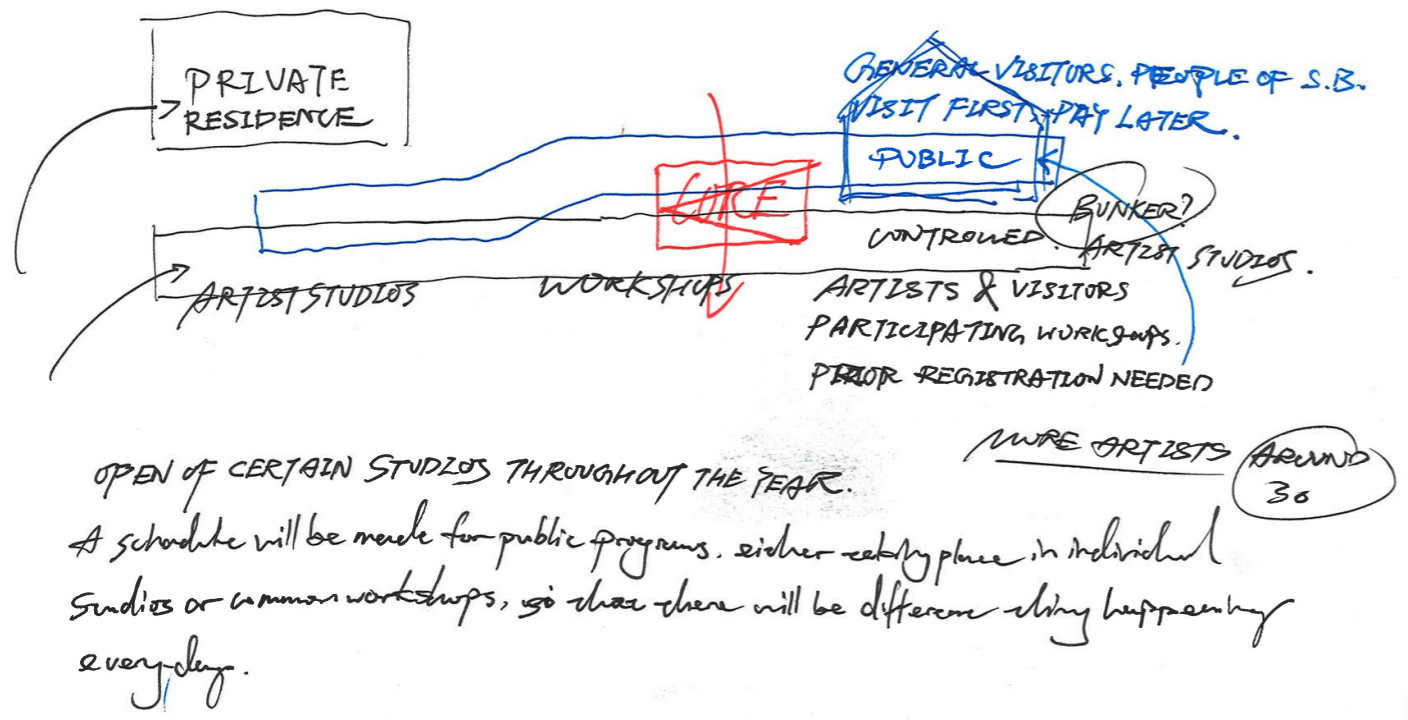 PRIVATE
RESIDENCE
GENERAL VISITORS. PEOPLE OF S.B.
VISIT FIRST, PAY LATER.
PUBLIC
CORE
BUNKER?
CONTROLLED.
ARTIST STUDIOS.
ARTIST STUDIOS
WORKSHOPS
ARTISTS & VISITORS
PARTICIPATING WORKSHOPS.
PRIOR REGISTRATION NEEDED
MORE ARTISTS AROUND
30
OPEN OF CERTAIN STUDIOS THROUGHOUT THE YEAR.
A schedule will be made for public programs. either taking place in individual
studios or common workshops, so that there will be different thing happening
every day.